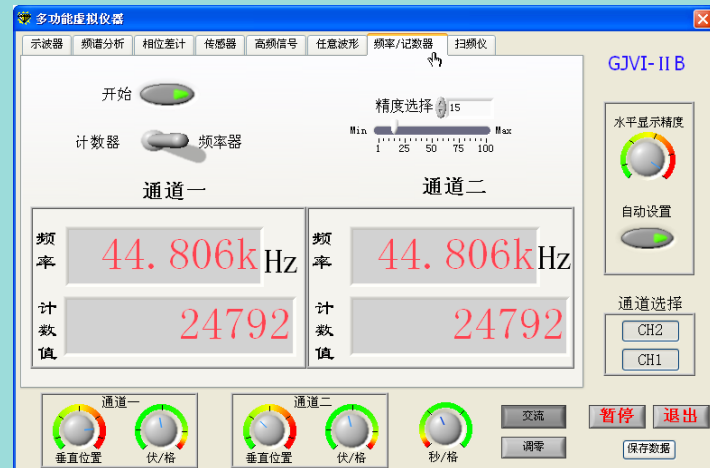 多功能虚拟仪器
示波器 频谱分析 相位差计 传感器 高频信号 任意波形 频率/记数器 扫频仪
GJVI-IIB
开始
计数器 频率器
精度选择 15
Min Max
1 25 50 75 100
水平显示精度
自动设置
通道一 通道二
频率 44.806k Hz 频率 44.806k Hz
计数值 24792 计数值 24792
通道选择
CH2
CH1
通道一 通道二
垂直位置 伏/格 垂直位置 伏/格 秒/格
交流
调零
暂停 退出
保存数据